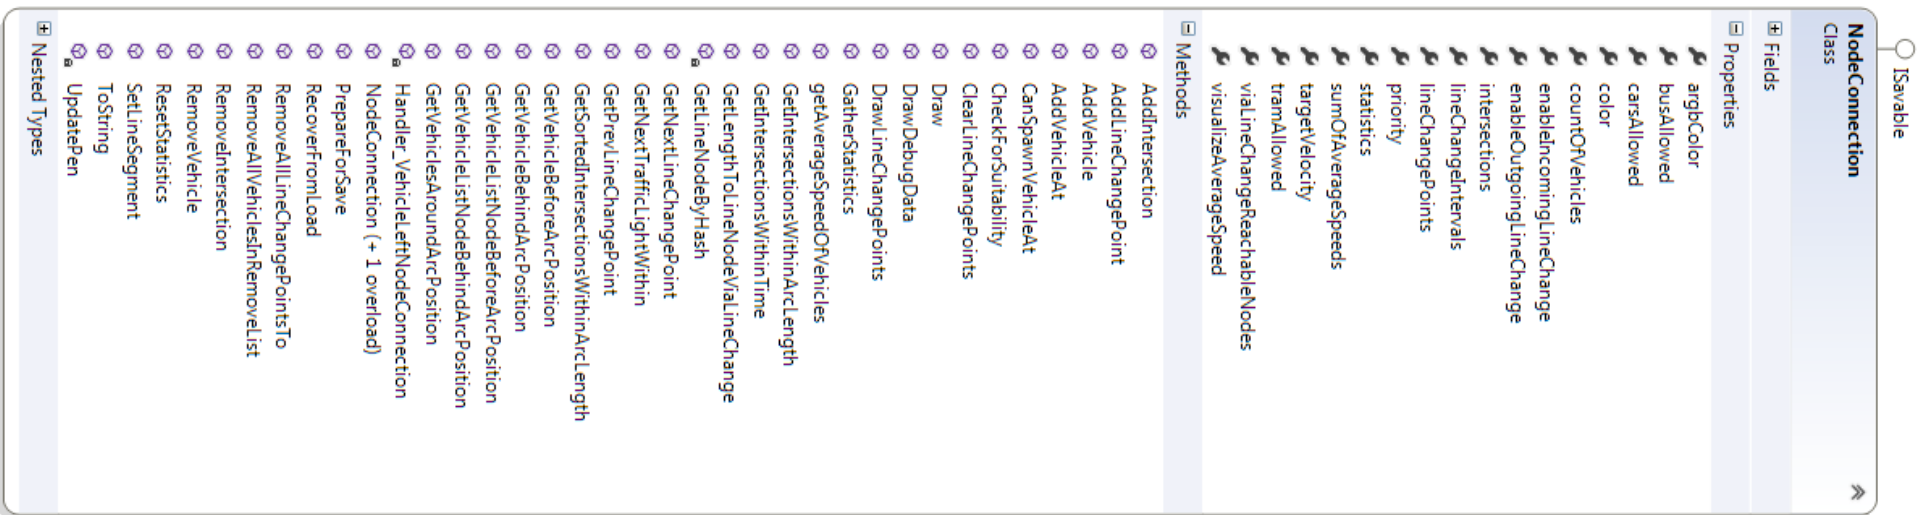 ISavable
NodeConnection
Class
Fields
Properties
argbColor
busAllowed
carsAllowed
color
countOfVehicles
enableIncomingLineChange
enableOutgoingLineChange
intersections
lineChangeIntervals
lineChangePoints
priority
statistics
sumOfAverageSpeeds
targetVelocity
tramAllowed
viaLineChangeReachableNodes
visualizeAverageSpeed
Methods
AddIntersection
AddLineChangePoint
AddVehicle
AddVehicleAt
CanSpawnVehicleAt
CheckForSuitability
ClearLineChangePoints
Draw
DrawDebugData
DrawLineChangePoints
GatherStatistics
getAverageSpeedOfVehicles
GetIntersectionsWithinArcLength
GetIntersectionsWithinTime
GetLengthToLineNodeViaLineChange
GetLineNodeByHash
GetNextLineChangePoint
GetNextTrafficLightWithin
GetPrevLineChangePoint
GetSortedIntersectionsWithinArcLength
GetVehicleBeforeArcPosition
GetVehicleBehindArcPosition
GetVehicleListNodeBeforeArcPosition
GetVehicleListNodeBehindArcPosition
GetVehiclesAroundArcPosition
Handler_VehicleLeftNodeConnection
NodeConnection (+ 1 overload)
PrepareForSave
RecoverFromLoad
RemoveAllLineChangePointsTo
RemoveAllVehiclesInRemoveList
RemoveIntersection
RemoveVehicle
ResetStatistics
SetLineSegment
ToString
UpdatePen
Nested Types